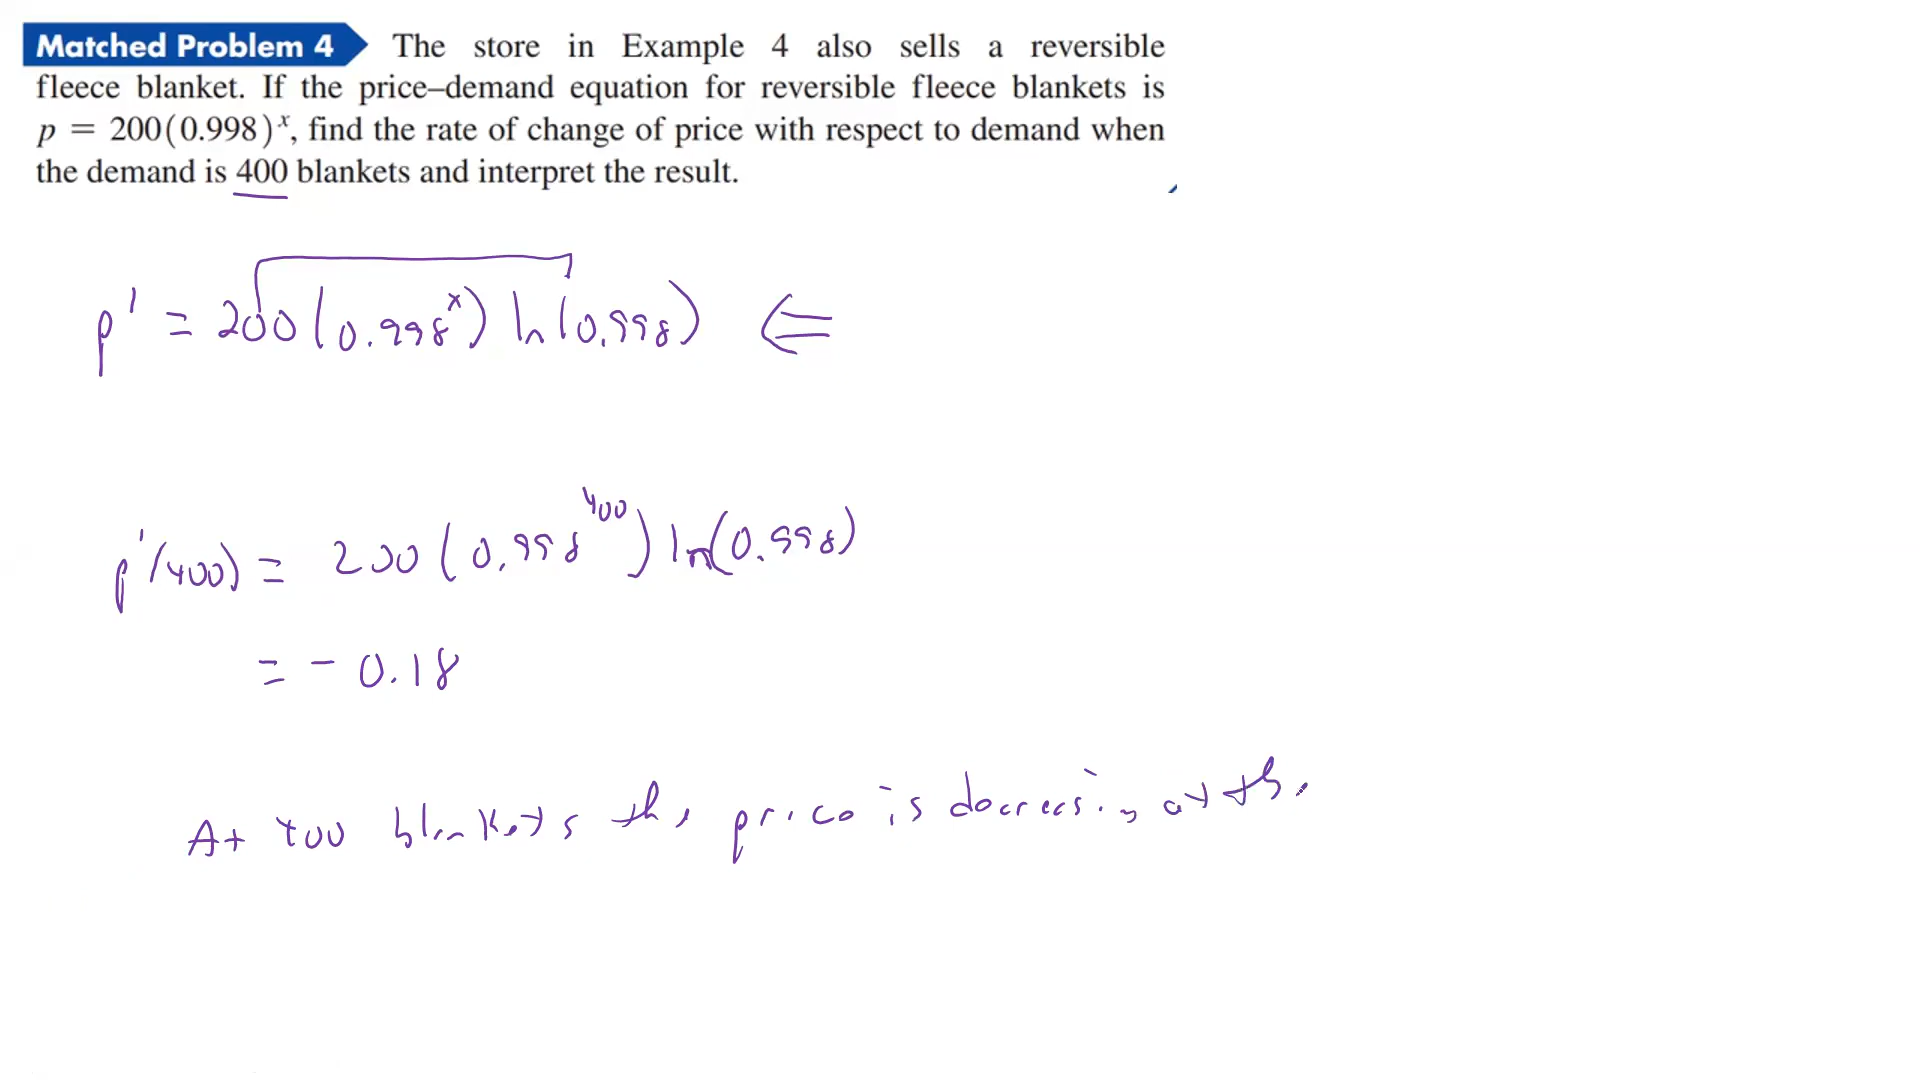 Matched Problem 4 The store in Example 4 also sells a reversible
fleece blanket. If the price–demand equation for reversible fleece blankets is
p = 200(0.998)^x, find the rate of change of price with respect to demand when
the demand is 400 blankets and interpret the result.
p' = 200(0.998^x) ln(0.998) ⇐
p'(400) = 200(0.998^400) ln(0.998)
= - 0.18
At 400 blankets the price is decreasing at the